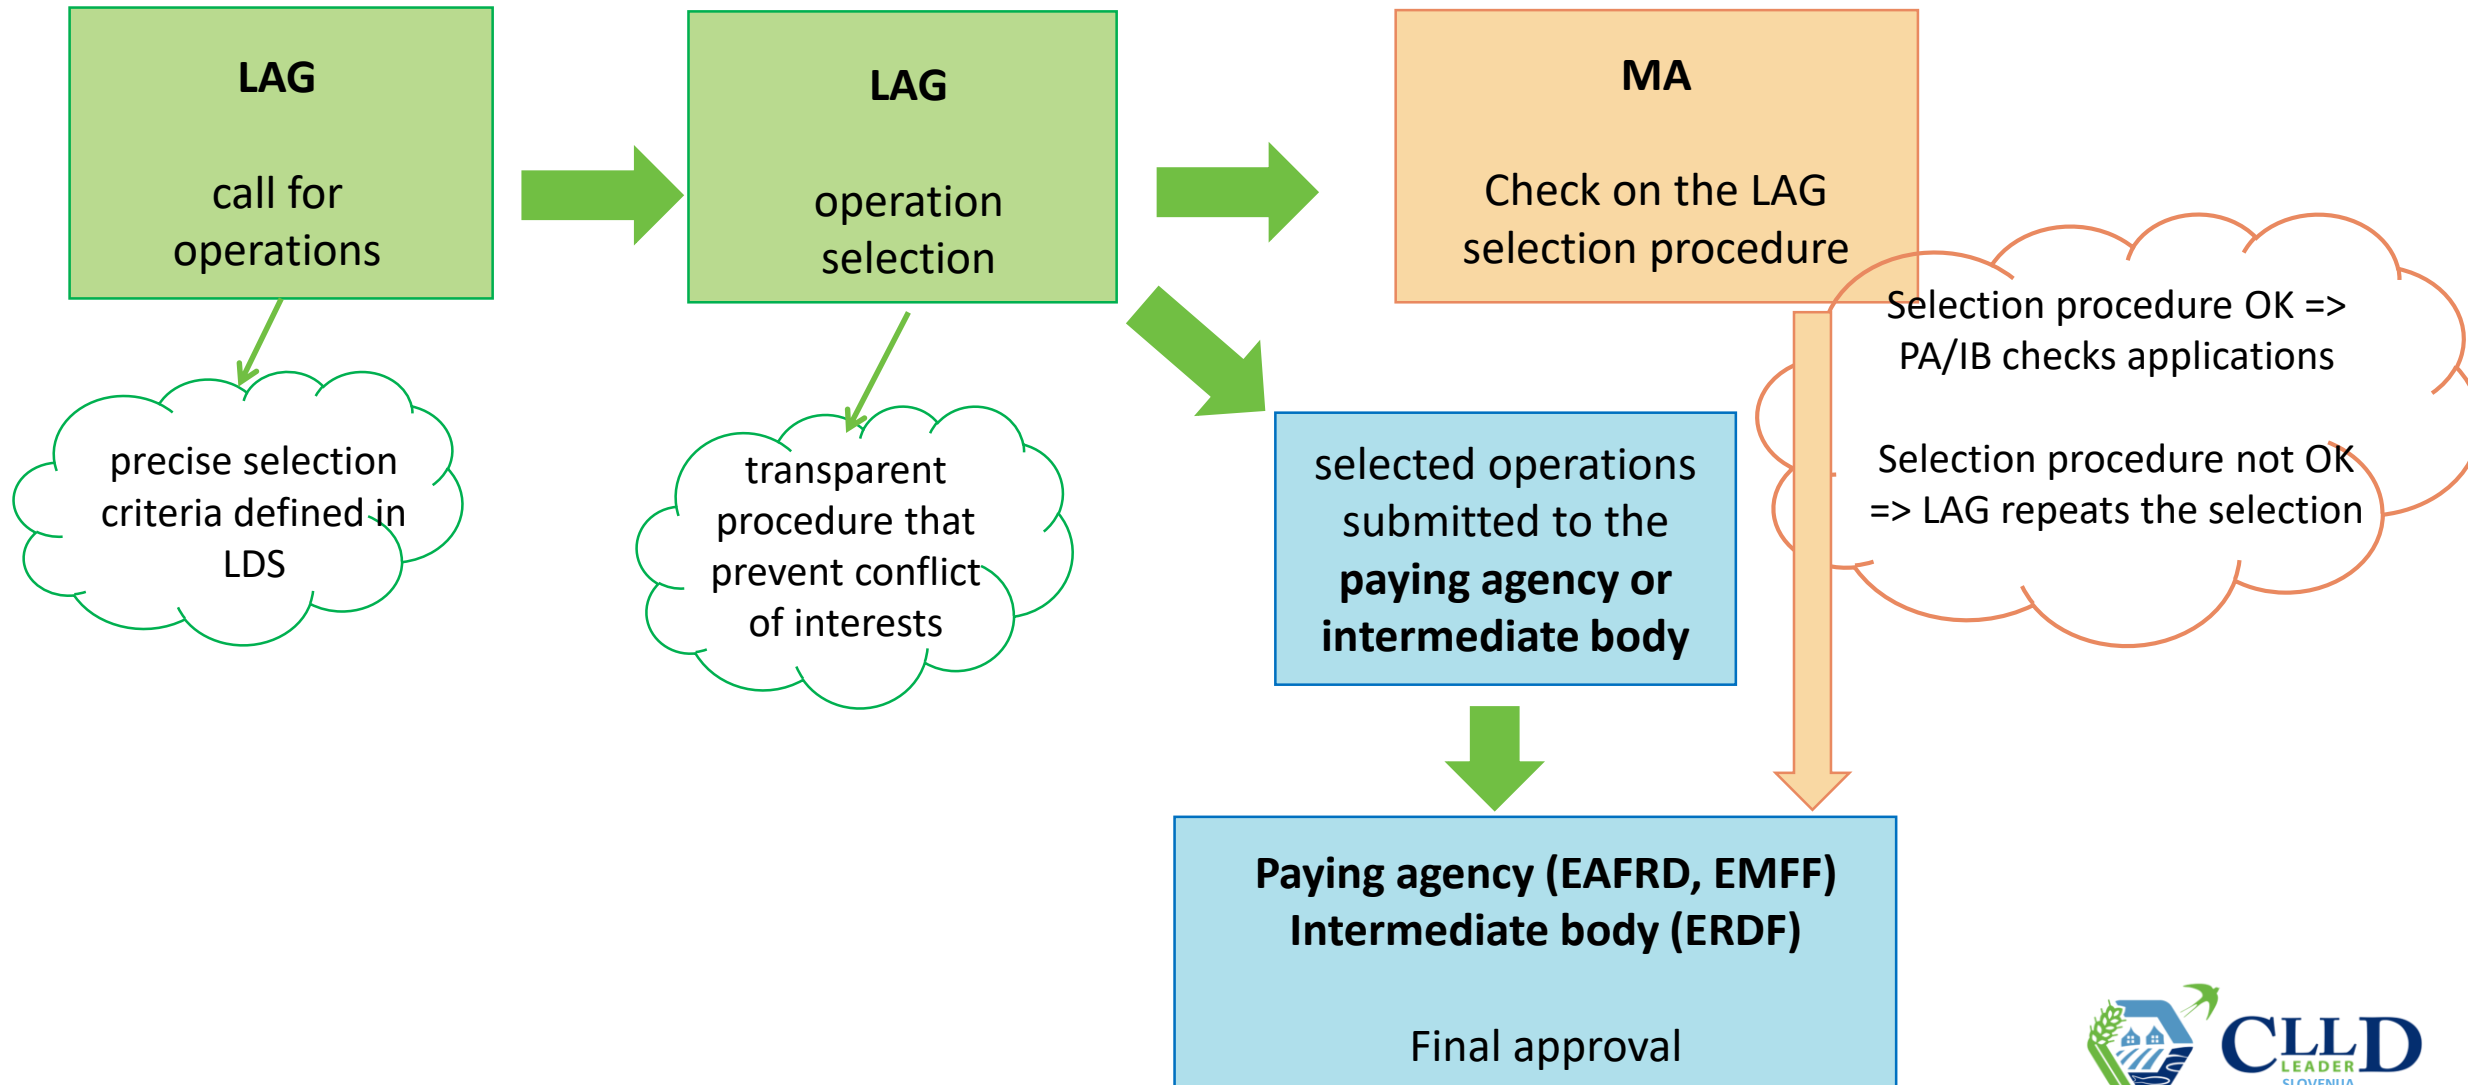 LAG
call for
operations
LAG
operation
selection
MA
Check on the LAG
selection procedure
Selection procedure OK =>
PA/IB checks applications
Selection procedure not OK
=> LAG repeats the selection
precise selection
criteria defined in
LDS
transparent
procedure that
prevent conflict
of interests
selected operations
submitted to the
paying agency or
intermediate body
Paying agency (EAFRD, EMFF)
Intermediate body (ERDF)
Final approval
CLLD
LEADER
SLOVENIJA